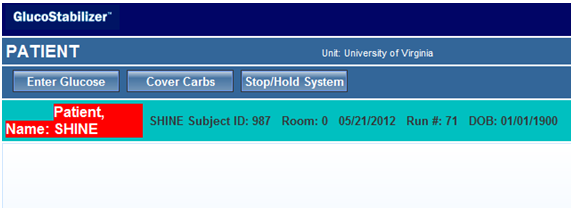 GlucoStabilizer™
PATIENT Unit: University of Virginia
Enter Glucose Cover Carbs Stop/Hold System
Patient,
Name: SHINE SHINE Subject ID: 987 Room: 0 05/21/2012 Run #: 71 DOB: 01/01/1900